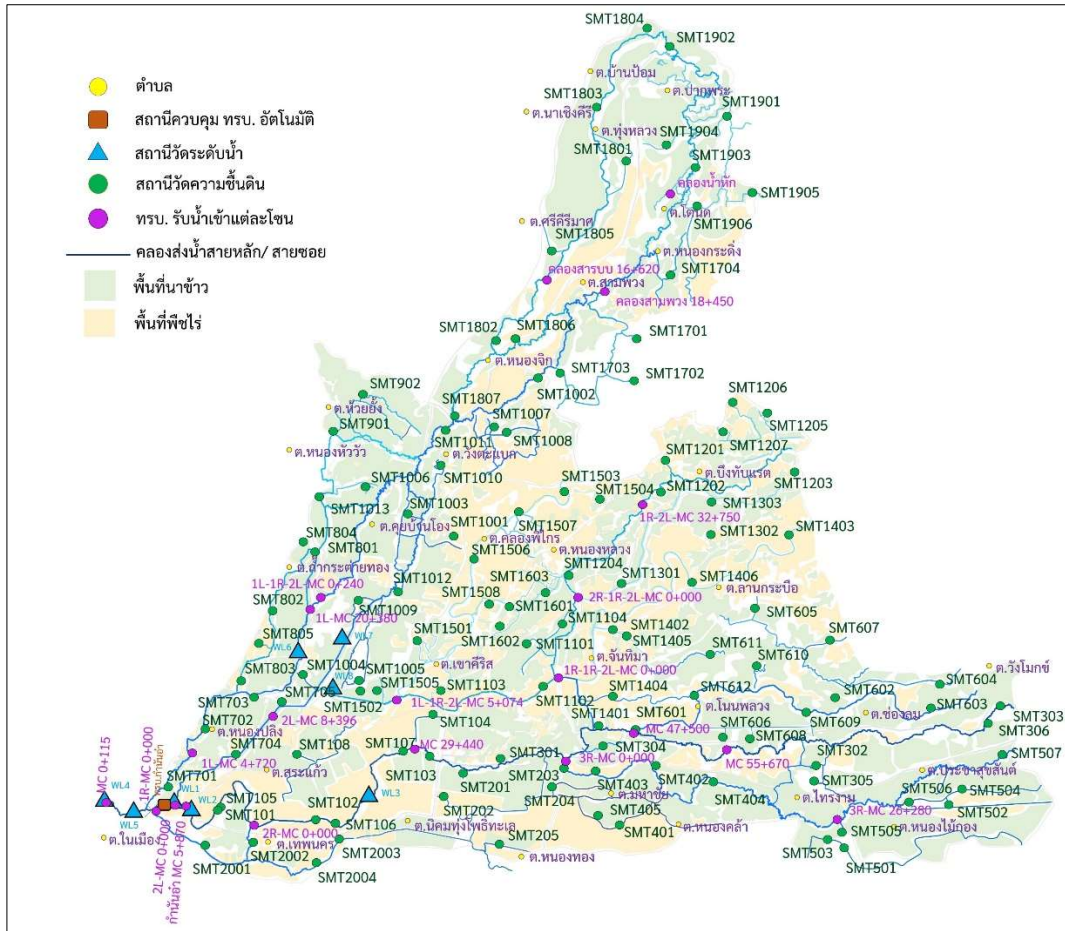 ตำบล
สถานีควบคุม ทรบ. อัตโนมัติ
สถานีวัดระดับน้ำ
สถานีวัดความชื้นดิน
ทรบ. รับน้ำเข้าแต่ละโซน
คลองส่งน้ำสายหลัก/ สายซอย
พื้นที่นาข้าว
พื้นที่พืชไร่
SMT1804
SMT1902
ต.บ้านป้อม
ต.ปากพระ
SMT1803
SMT1901
ต.นาเชิงคีรี
ต.ทุ่งหลวง
SMT1904
SMT1801
SMT1903
คลองน้ำหัก
SMT1905
ต.โตนด
SMT1906
ต.ศรีคีรีมาศ
SMT1805
ต.หนองกระดิ่ง
คลองสารบบ 16+620
SMT1704
ต.สามพวง
คลองสามพวง 18+450
SMT1802
SMT1806
SMT1701
ต.หนองจิก
SMT1703
SMT1702
SMT902
SMT1002
ต.ห้วยยั้ง
SMT1807
SMT1007
SMT1206
SMT901
SMT1205
SMT1011
SMT1008
SMT1201
SMT1207
ต.หนองหัววัว
ต.วังตะแบก
SMT1010
ต.บึงทับแรต
SMT1006
SMT1503
SMT1504
SMT1202
SMT1203
SMT1013
SMT1003
1R-2L-MC 32+750
SMT1303
ต.คุยบ้านโอง
SMT1001
SMT1507
SMT1302
SMT1403
SMT804
ต.คลองพิไกร
ต.หนองหลวง
SMT801
SMT1506
SMT1204
ต.ถ้ำกระต่ายทอง
SMT1603
SMT1301
SMT1406
1L-1R-2L-MC 0+240
SMT1012
ต.ลานกระบือ
SMT802
1L-MC 20+380
SMT1009
SMT1508
SMT1601
2R-1R-2L-MC 0+000
SMT605
SMT1104
SMT1402
SMT805
WL7
WL6
SMT1501
SMT1602
SMT1101
SMT1405
SMT611
SMT607
SMT803
SMT1004
WL8
SMT1005
ต.เขาคีริส
ต.จันทิมา
SMT610
1R-1R-2L-MC 0+000
ต.วังโมกข์
SMT703
SMT705
SMT1502
SMT1505
SMT1103
SMT1102
SMT1404
SMT612
SMT602
SMT604
1L-1R-2L-MC 5+074
2L-MC 8+396
SMT702
ต.หนองปลิง
SMT104
SMT1401
SMT601
ต.โนนพลวง
SMT609
ต.ช่องลม
SMT603
SMT303
SMT704
SMT108
SMT107
MC 29+440
MC 47+500
SMT606
SMT608
SMT306
1L-MC 4+720
SMT301
SMT304
MC 55+670
SMT302
SMT507
ต.สระแก้ว
3R-MC 0+000
SMT103
SMT201
SMT203
SMT402
SMT305
ต.ประชาสุขสันต์
MC 0+115
1R-MC 0+000
SMT701
WL4
WL1
WL2
WL5
WL3
SMT105
SMT102
SMT202
SMT204
ต.มหาชัย
SMT404
ต.ไทรงาม
SMT506
SMT504
SMT101
SMT106
SMT405
3R-MC 26+280
SMT502
2R-MC 0+000
ต.นิคมทุ่งโพธิ์ทะเล
SMT401
ต.หนองคล้า
ต.หนองไม้กอง
ต.ในเมือง
2L-MC 0+000
กำนันย่ำ MC 5+870
ต.เทพนคร
SMT2002
SMT2003
SMT205
SMT505
SMT503
SMT2001
ต.หนองทอง
SMT501
SMT2004